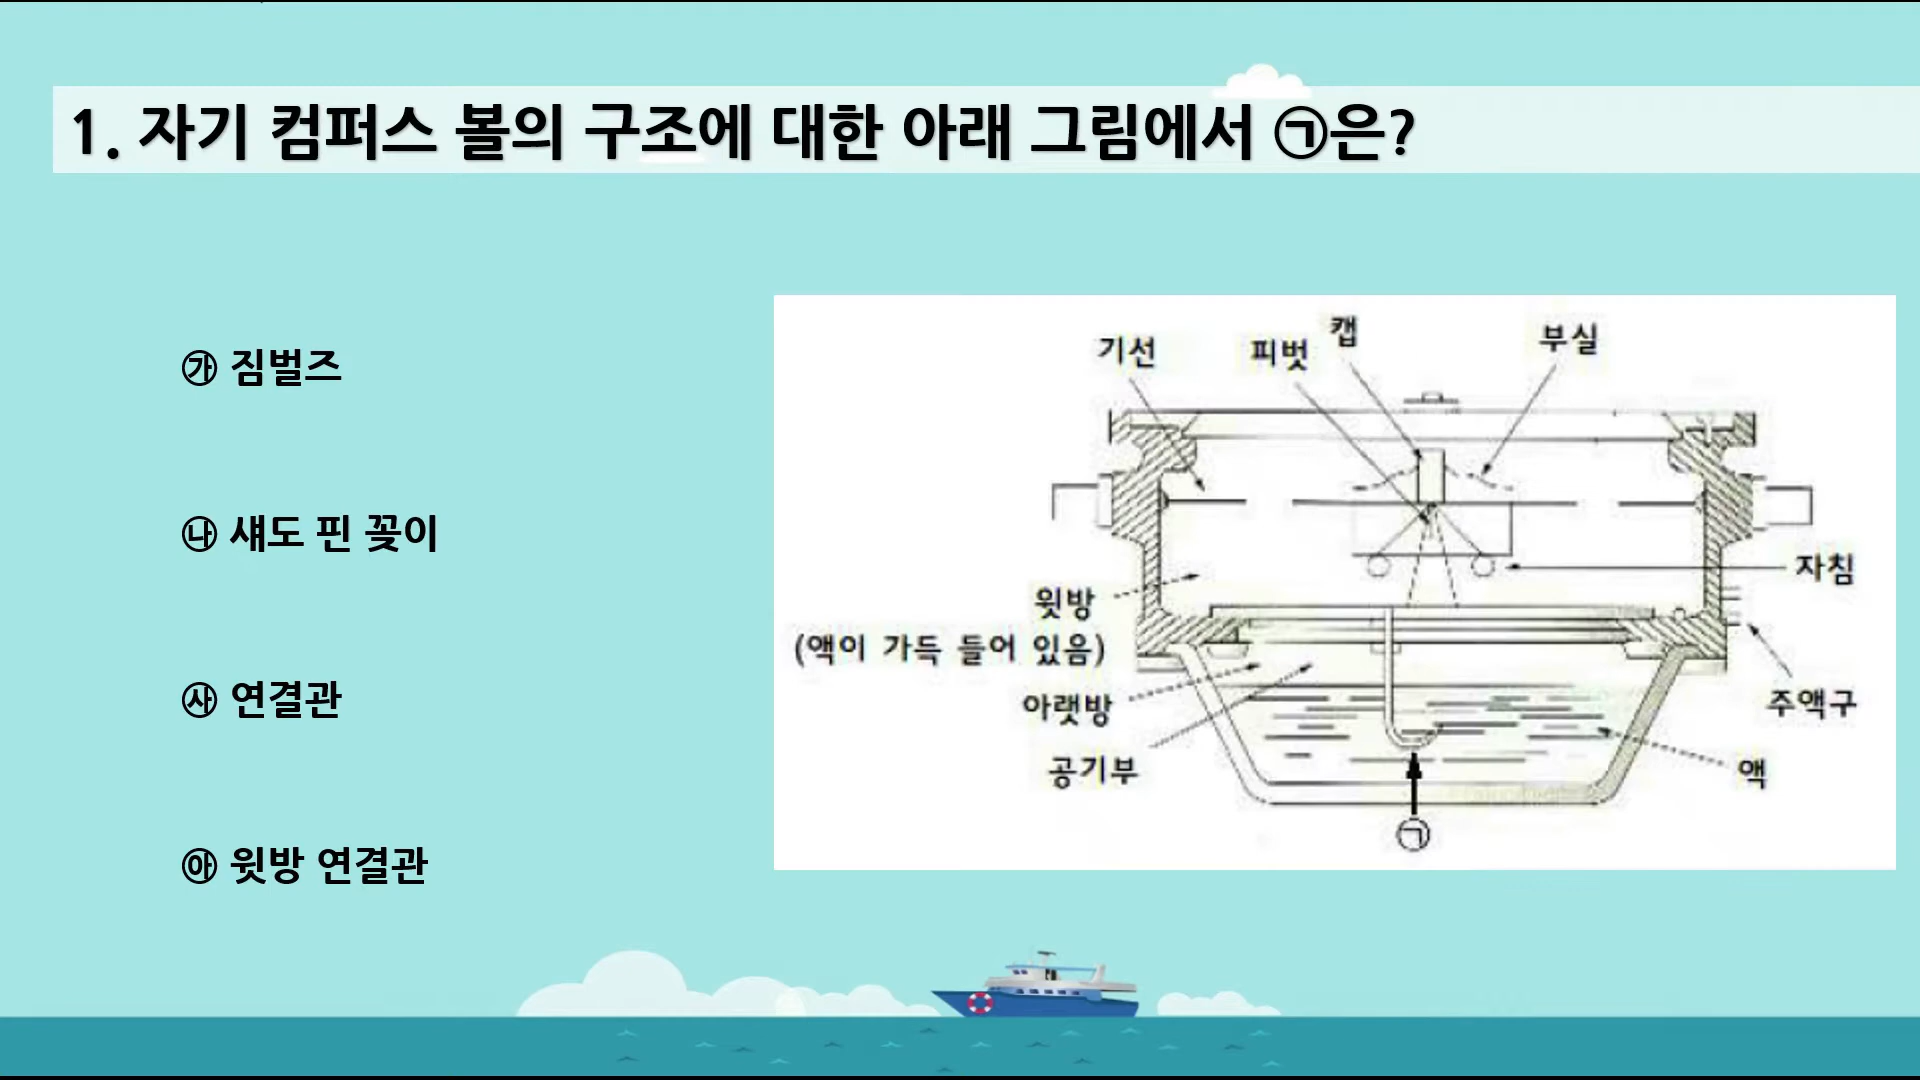 1. 자기 컴퍼스 볼의 구조에 대한 아래 그림에서 ㉠은?
㉮ 짐벌즈
㉯ 섀도 핀 꽂이
㉴ 연결관
㉵ 윗방 연결관
기선
피벗
캡
부실
자침
윗방
(액이 가득 들어 있음)
아랫방
공기부
주액구
액
㉠